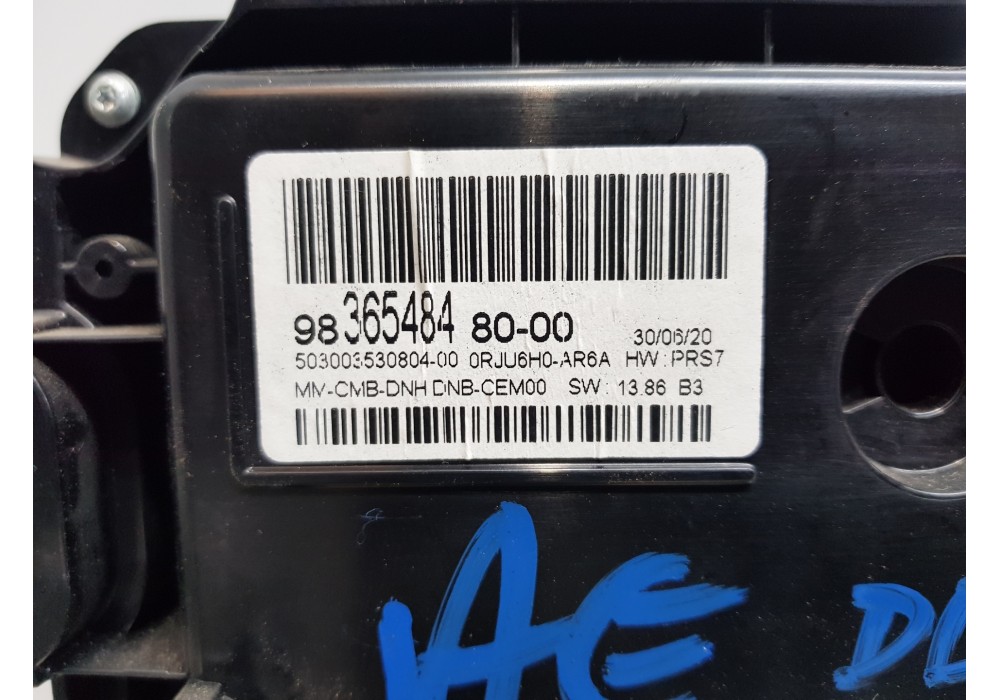 98 365484 80-00 30/06/20
503003530804-00 0RJU6H0-AR6A HW : PRS7
MM-CMB-DNH DNB-CEM00 SW : 13.86 B3
AE